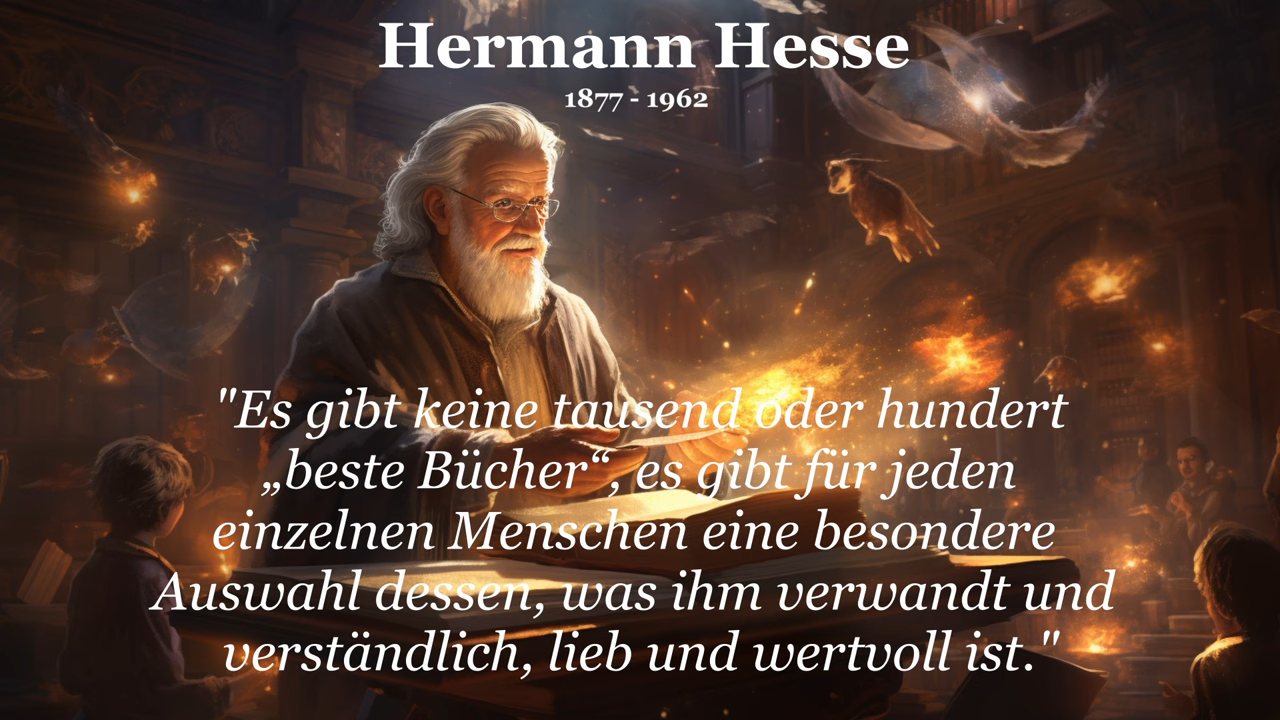 Hermann Hesse
1877 - 1962
"Es gibt keine tausend oder hundert
„beste Bücher“, es gibt für jeden
einzelnen Menschen eine besondere
Auswahl dessen, was ihm verwandt und
verständlich, lieb und wertvoll ist."